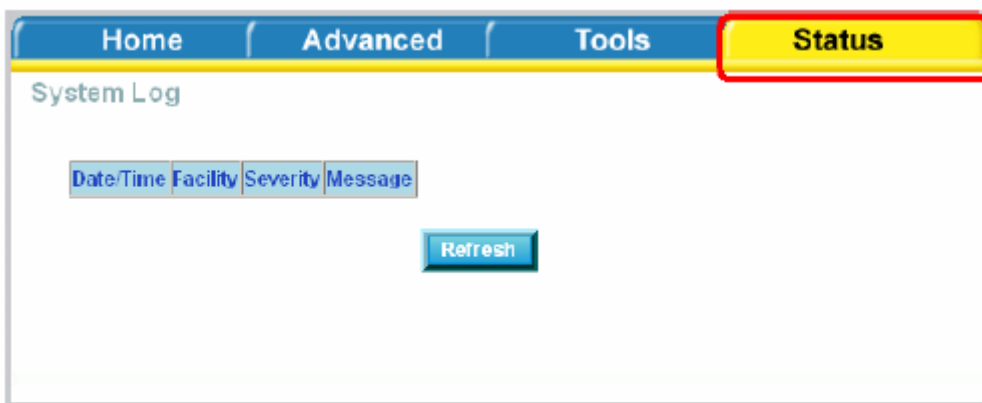 Home Advanced Tools Status
System Log
Date/Time Facility Severity Message
Refresh